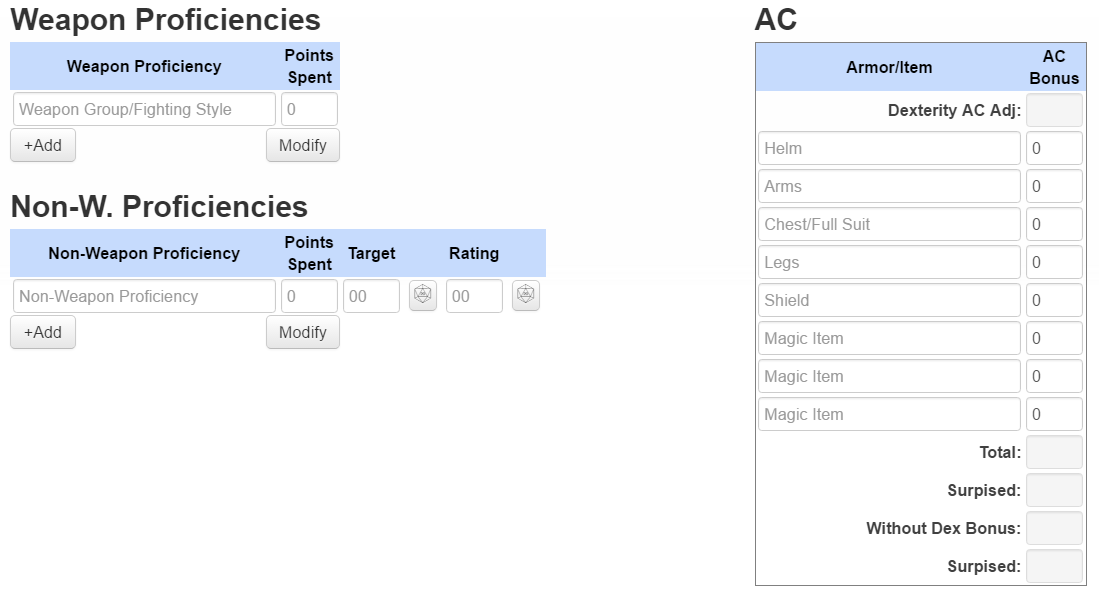 Weapon Proficiencies
Weapon Proficiency
Points
Spent
Weapon Group/Fighting Style 0
+Add Modify
Non-W. Proficiencies
Non-Weapon Proficiency
Points
Spent
Target Rating
Non-Weapon Proficiency 0 00 00
+Add Modify
AC
Armor/Item
AC
Bonus
Dexterity AC Adj:
Helm 0
Arms 0
Chest/Full Suit 0
Legs 0
Shield 0
Magic Item 0
Magic Item 0
Magic Item 0
Total:
Surpised:
Without Dex Bonus:
Surpised: